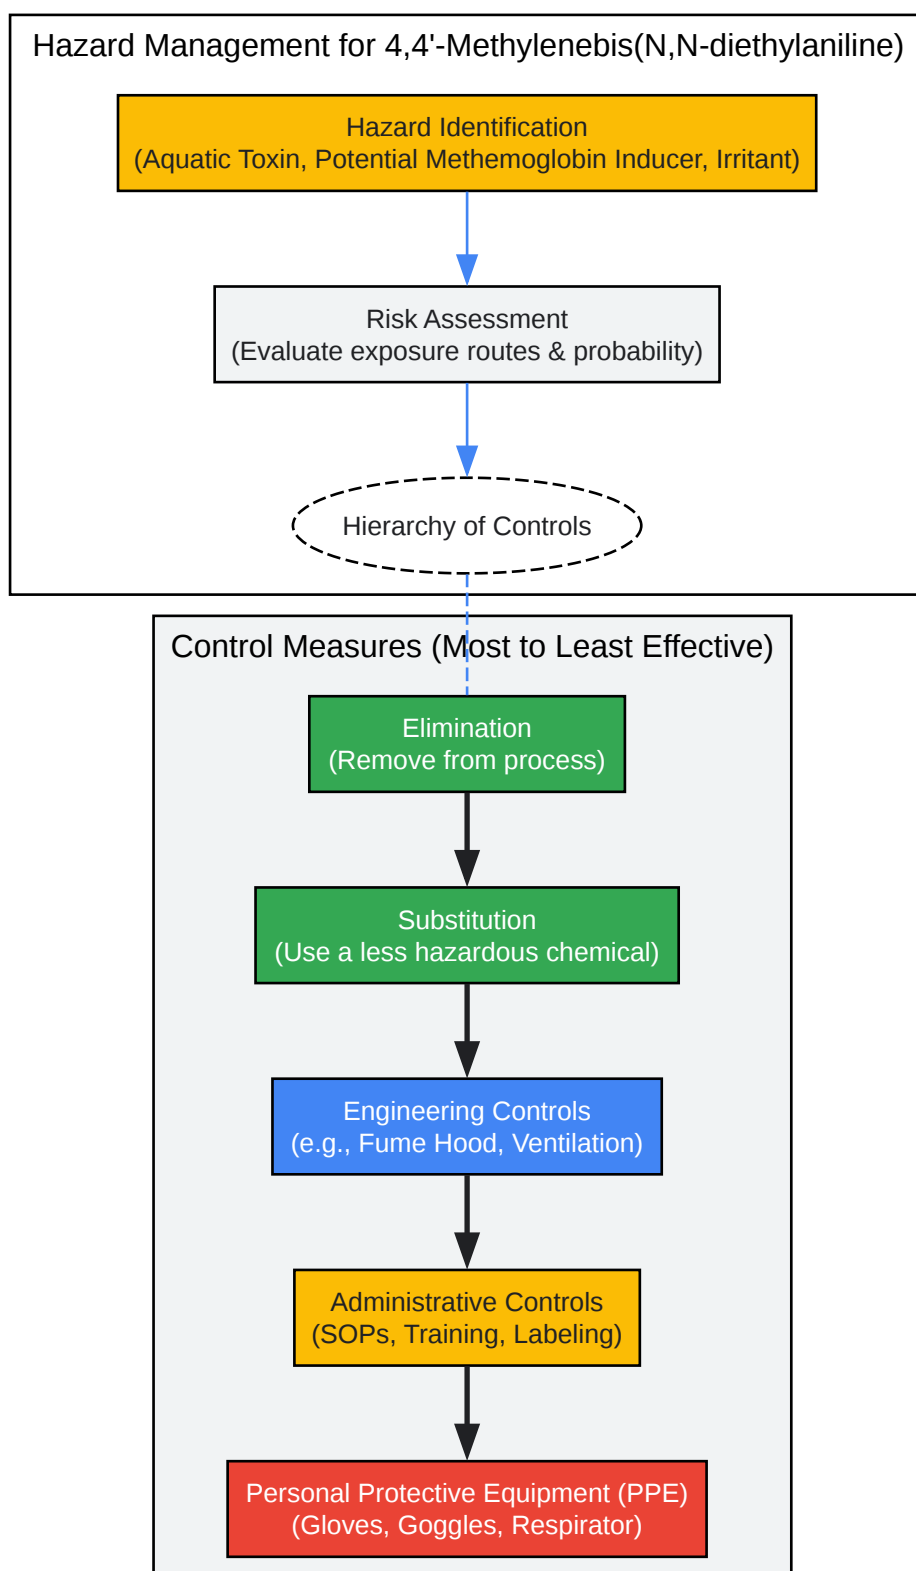 Hazard Management for 4,4'-Methylenebis(N,N-diethylaniline)
Hazard Identification
(Aquatic Toxin, Potential Methemoglobin Inducer, Irritant)
Risk Assessment
(Evaluate exposure routes & probability)
Hierarchy of Controls
Control Measures (Most to Least Effective)
Elimination
(Remove from process)
Substitution
(Use a less hazardous chemical)
Engineering Controls
(e.g., Fume Hood, Ventilation)
Administrative Controls
(SOPs, Training, Labeling)
Personal Protective Equipment (PPE)
(Gloves, Goggles, Respirator)